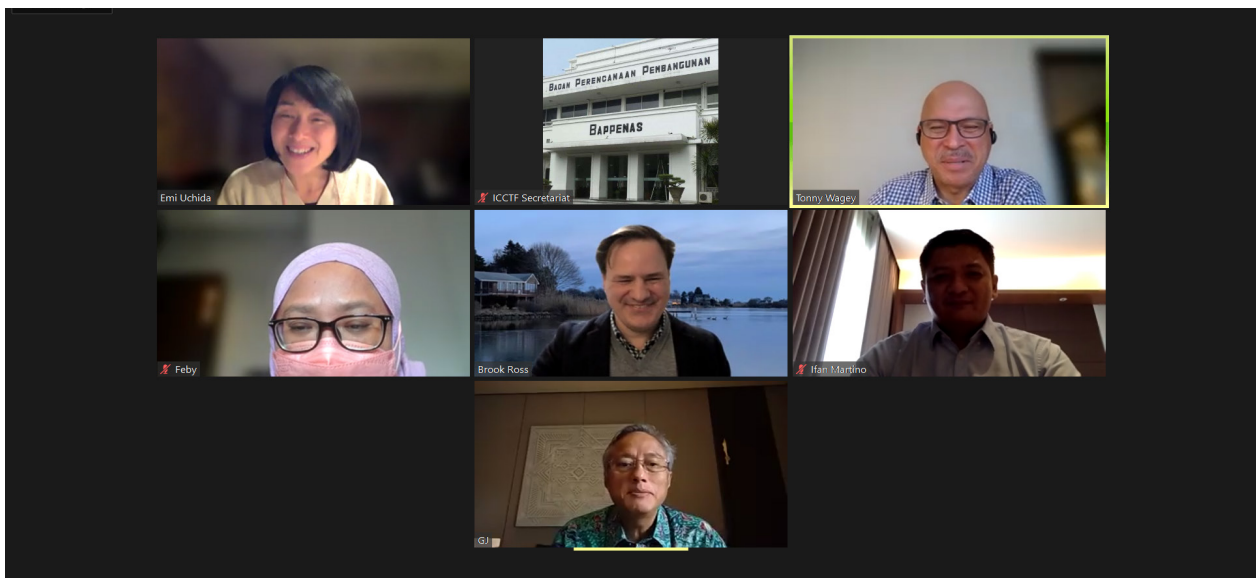 BADAN PERENCANAAN PEMBANGUNAN
BAPPENAS
Emi Uchida
ICCTF Secretariat
Tonny Wagey
Feby
Brook Ross
Ifan Martino
GJ